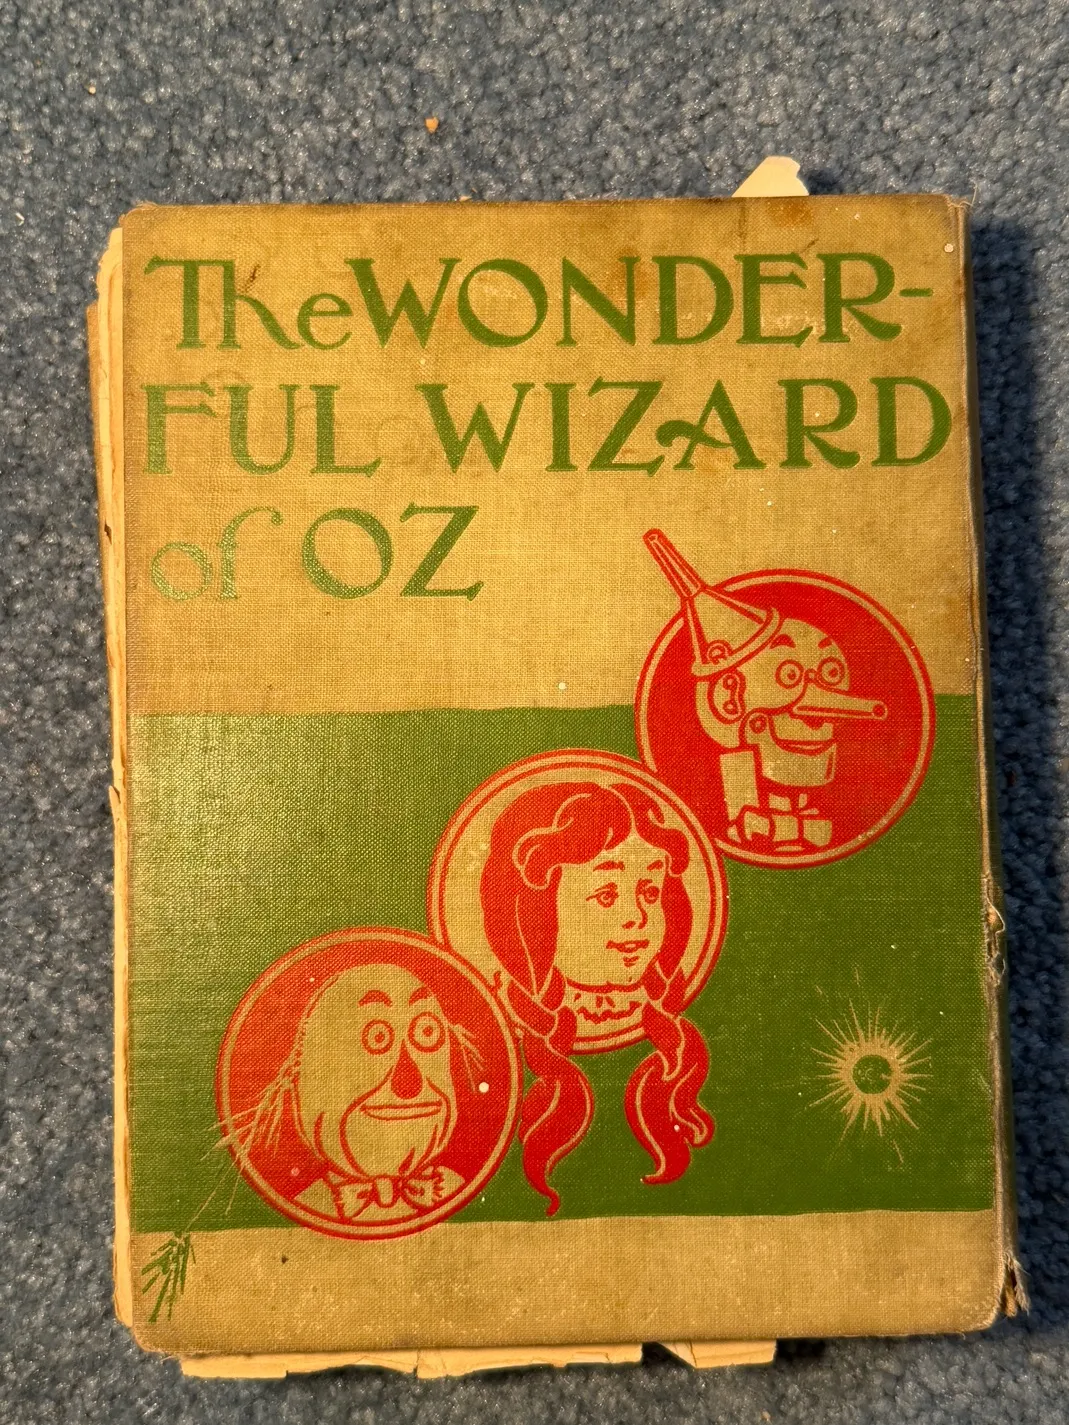 The WONDER-
FUL WIZARD
of OZ